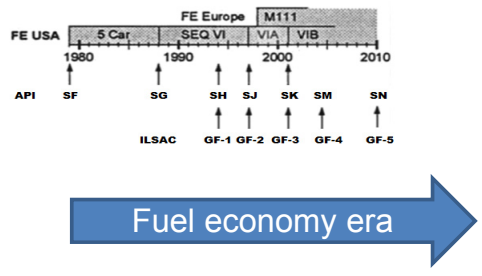 FE Europe M111
FE USA 5 Car SEQ VI VIA VIB
1980 1990 2000 2010
API SF SG SH SJ SK SM SN
ILSAC GF-1 GF-2 GF-3 GF-4 GF-5
Fuel economy era